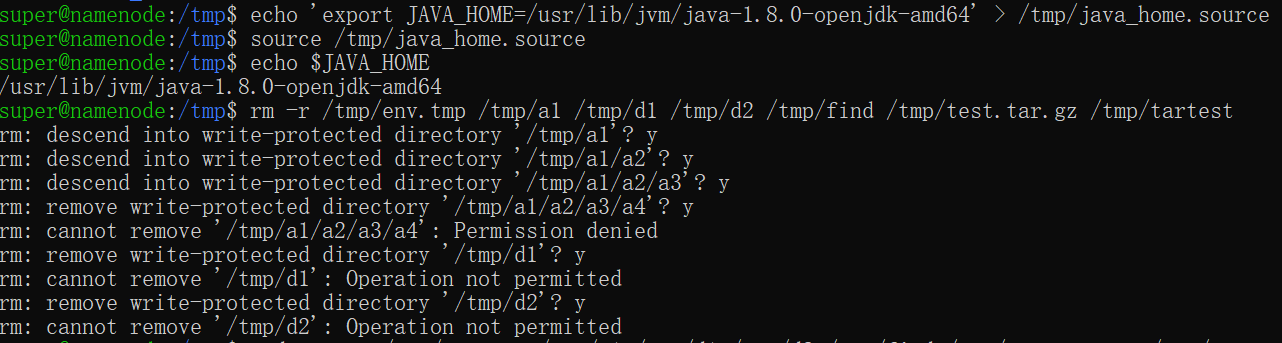 super@namenode:/tmp$ echo 'export JAVA_HOME=/usr/lib/jvm/java-1.8.0-openjdk-amd64' > /tmp/java_home.source
super@namenode:/tmp$ source /tmp/java_home.source
super@namenode:/tmp$ echo $JAVA_HOME
/usr/lib/jvm/java-1.8.0-openjdk-amd64
super@namenode:/tmp$ rm -r /tmp/env.tmp /tmp/a1 /tmp/d1 /tmp/d2 /tmp/find /tmp/test.tar.gz /tmp/tartest
rm: descend into write-protected directory '/tmp/a1'? y
rm: descend into write-protected directory '/tmp/a1/a2'? y
rm: descend into write-protected directory '/tmp/a1/a2/a3'? y
rm: remove write-protected directory '/tmp/a1/a2/a3/a4'? y
rm: cannot remove '/tmp/a1/a2/a3/a4': Permission denied
rm: remove write-protected directory '/tmp/d1'? y
rm: cannot remove '/tmp/d1': Operation not permitted
rm: remove write-protected directory '/tmp/d2'? y
rm: cannot remove '/tmp/d2': Operation not permitted